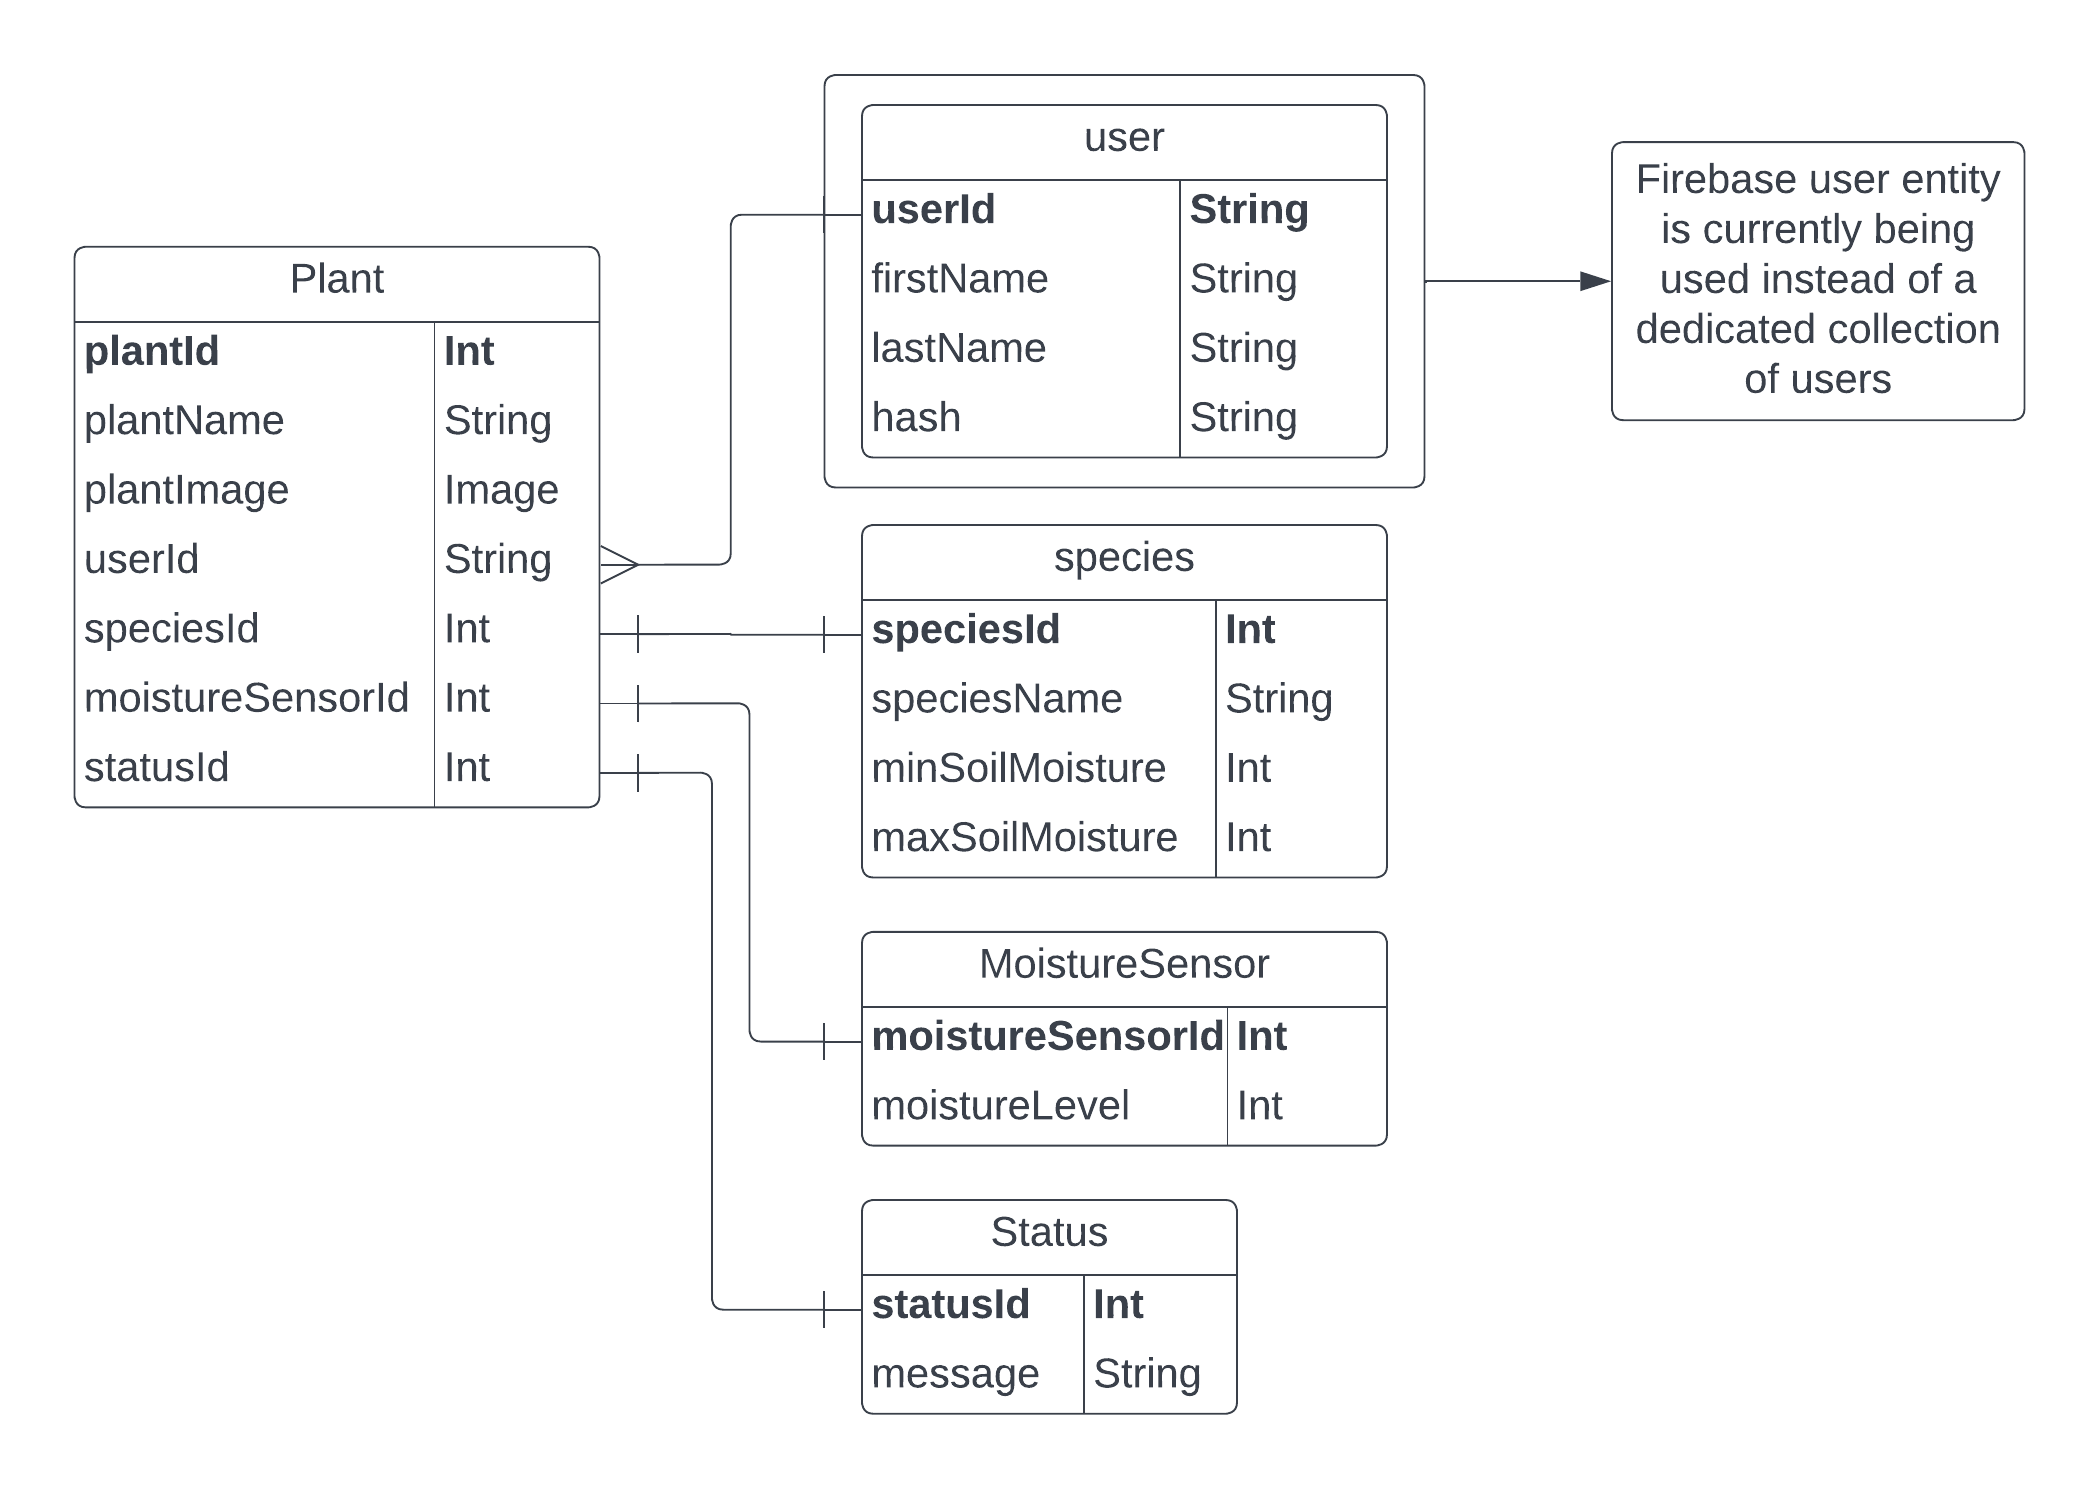 Plant
plantId Int
plantName String
plantImage Image
userId String
speciesId Int
moistureSensorId Int
statusId Int
user
userId String
firstName String
lastName String
hash String
Firebase user entity
is currently being
used instead of a
dedicated collection
of users
species
speciesId Int
speciesName String
minSoilMoisture Int
maxSoilMoisture Int
MoistureSensor
moistureSensorId Int
moistureLevel Int
Status
statusId Int
message String